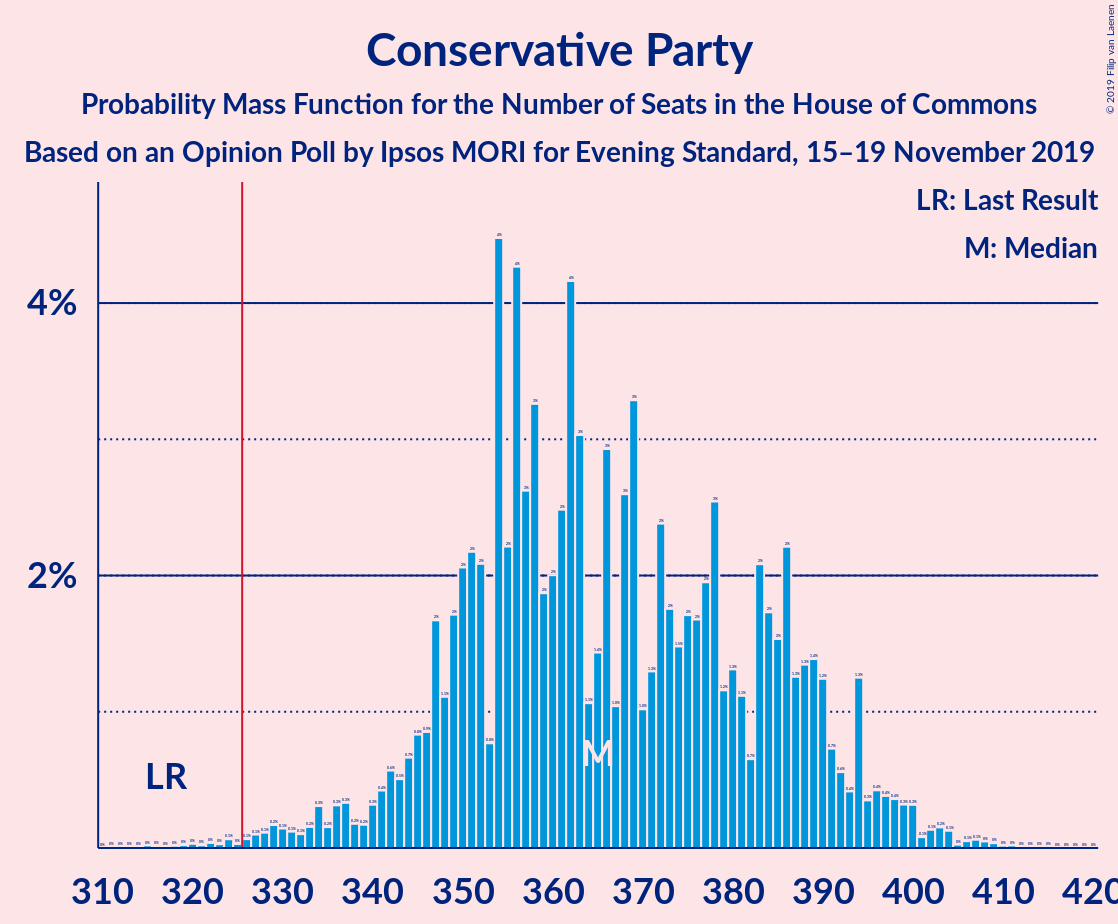 Conservative Party
Probability Mass Function for the Number of Seats in the House of Commons
Based on an Opinion Poll by Ipsos MORI for Evening Standard, 15–19 November 2019
© 2019 Filip van Laenen
LR: Last Result
M: Median
4%
2%
LR
M
310 320 330 340 350 360 370 380 390 400 410 420